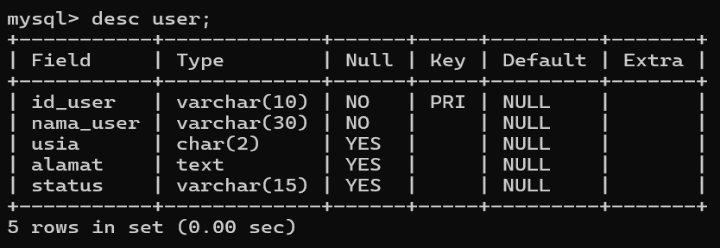 mysql> desc user;
+-----------+-------------+------+-----+---------+-------+
| Field     | Type        | Null | Key | Default | Extra |
+-----------+-------------+------+-----+---------+-------+
| id_user   | varchar(10) | NO   | PRI | NULL    |       |
| nama_user | varchar(30) | NO   |     | NULL    |       |
| usia      | char(2)     | YES  |     | NULL    |       |
| alamat    | text        | YES  |     | NULL    |       |
| status    | varchar(15) | YES  |     | NULL    |       |
+-----------+-------------+------+-----+---------+-------+
5 rows in set (0.00 sec)